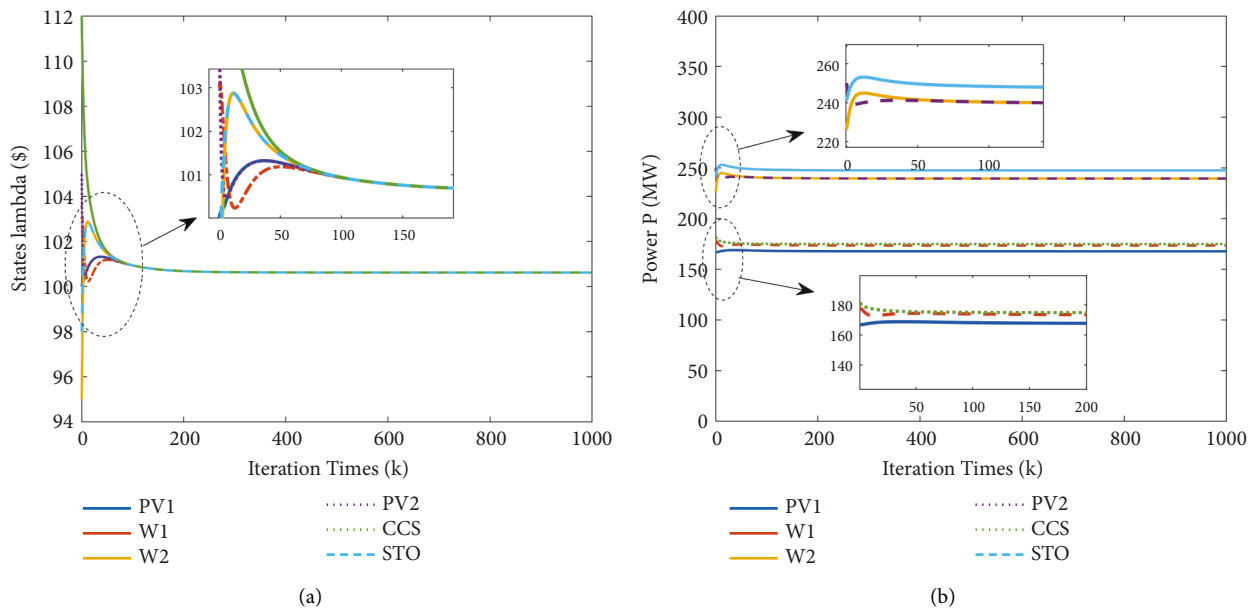 112
110
108
106
104
102
100
98
96
94
States lambda ($)
103
102
101
0 50 100 150
0 200 400 600 800 1000
Iteration Times (k)
PV1
W1
W2
PV2
CCS
STO
(a)
400
350
300
250
200
150
100
50
0
Power P (MW)
260
240
220
0 50 100
180
160
140
50 100 150 200
0 200 400 600 800 1000
Iteration Times (k)
PV1
W1
W2
PV2
CCS
STO
(b)